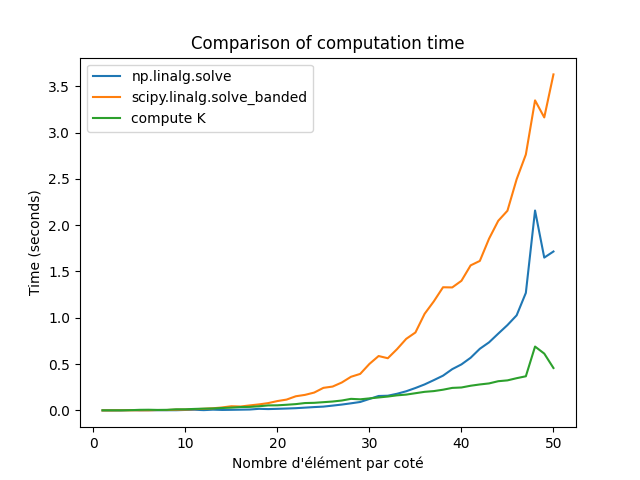 Comparison of computation time
np.linalg.solve
scipy.linalg.solve_banded
compute K
3.5
3.0
2.5
2.0
1.5
1.0
0.5
0.0
Time (seconds)
0 10 20 30 40 50
Nombre d'élément par coté